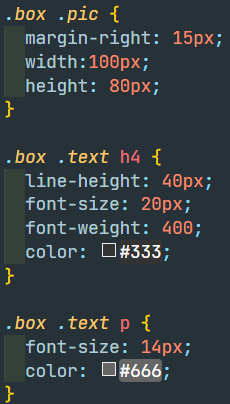 .box .pic {
margin-right: 15px;
width:100px;
height: 80px;
}
.box .text h4 {
line-height: 40px;
font-size: 20px;
font-weight: 400;
color: #333;
}
.box .text p {
font-size: 14px;
color: #666;
}